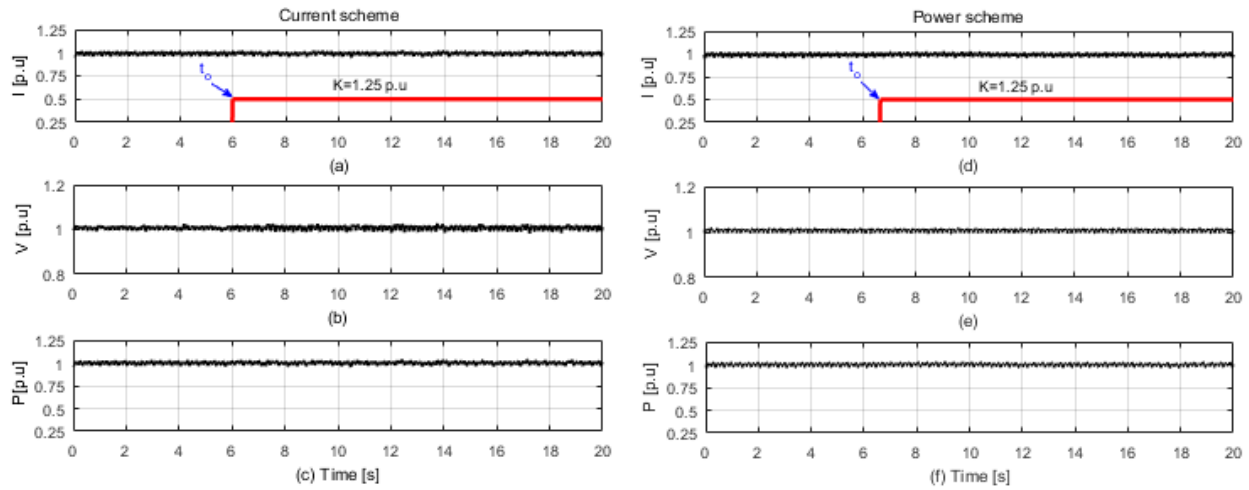 Current scheme
I [p.u]
1.25
1
0.75
0.5
0.25
t o
K=1.25 p.u
0 2 4 6 8 10 12 14 16 18 20
(a)
V [p.u]
1.2
1
0.8
0 2 4 6 8 10 12 14 16 18 20
(b)
P[p.u]
1.25
1
0.75
0.5
0.25
0 2 4 6 8 10 12 14 16 18 20
(c) Time [s]
Power scheme
I [p.u]
1.25
1
0.75
0.5
0.25
t o
K=1.25 p.u
0 2 4 6 8 10 12 14 16 18 20
(d)
V [p.u]
1.2
1
0.8
0 2 4 6 8 10 12 14 16 18 20
(e)
P [p.u]
1.25
1
0.75
0.5
0.25
0 2 4 6 8 10 12 14 16 18 20
(f) Time [s]